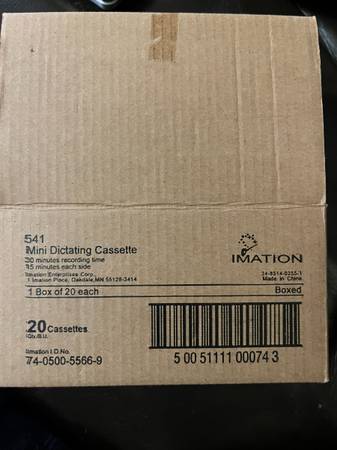 541
Mini Dictating Cassette
30 minutes recording time
15 minutes each side
Imation Enterprises Corp.
1 Imation Place, Oakdale, MN 55128-3414
IMATION
Made in China
1 Box of 20 each
Boxed
20 Cassettes
Imation I.D.No.
74-0500-5566-9
5 00 51111 00074 3